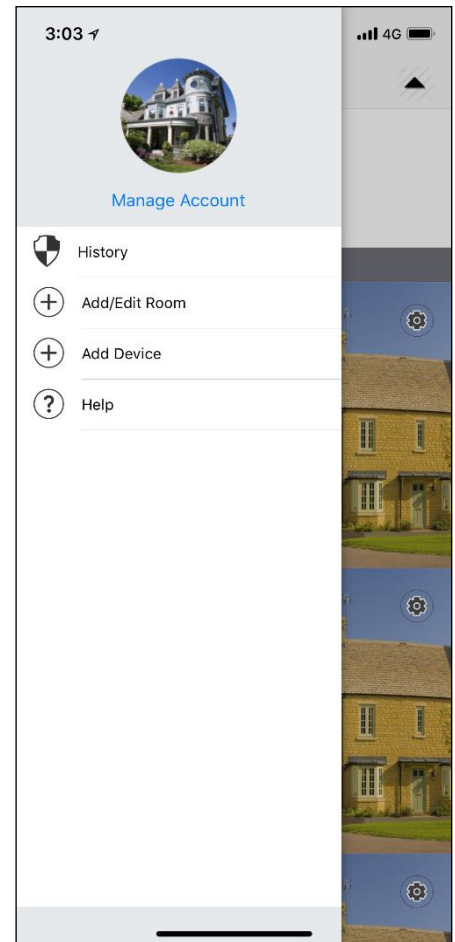 3:03
4G
Manage Account
History
Add/Edit Room
Add Device
? Help